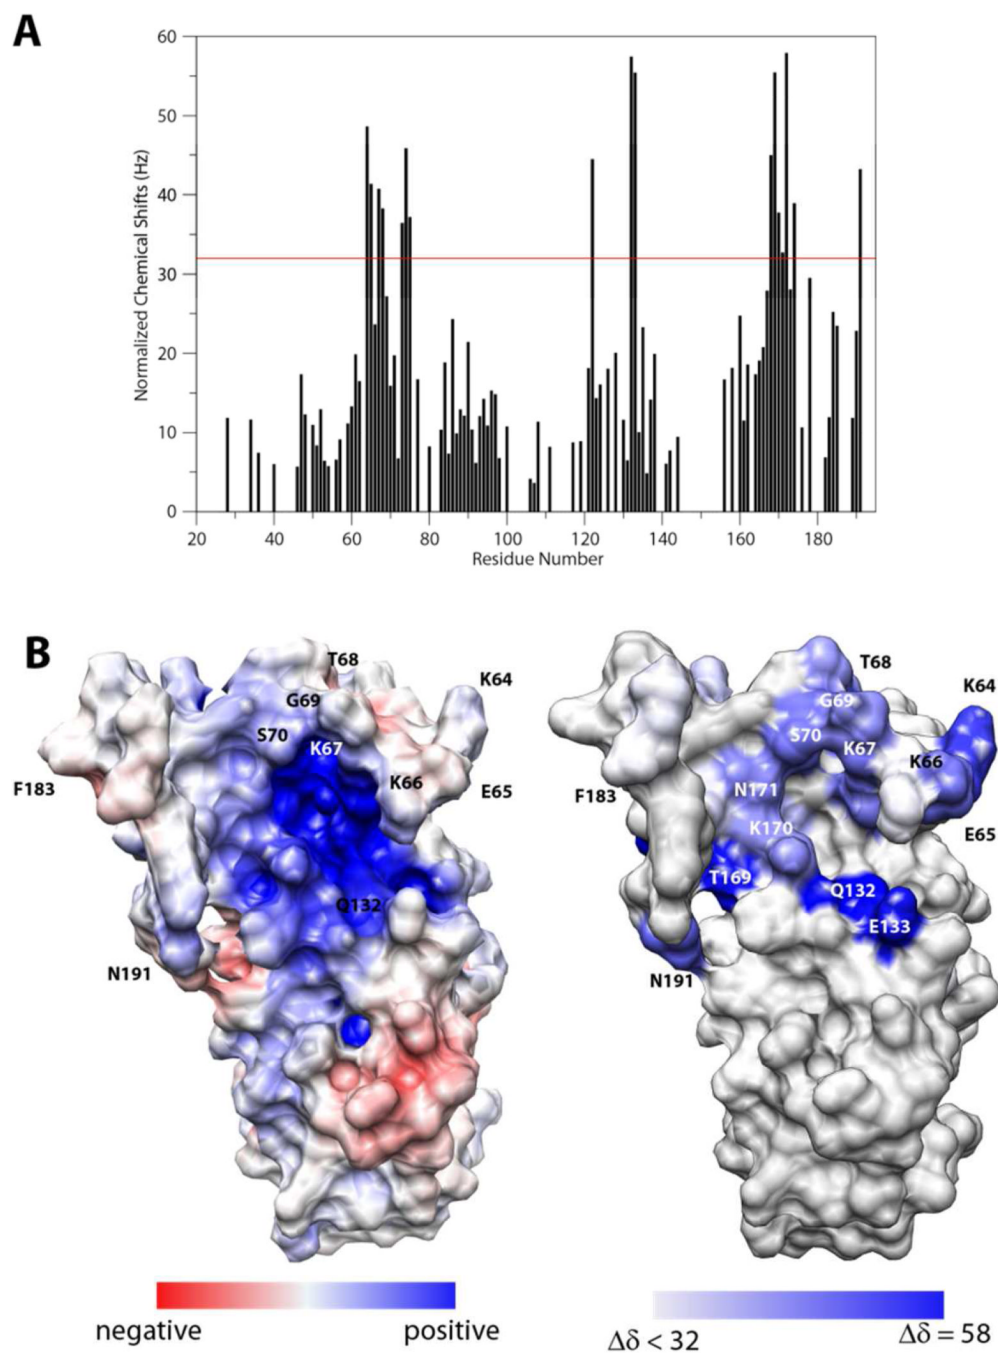 A
60
50
40
30
20
10
0
Normalized Chemical Shifts (Hz)
20 40 60 80 100 120 140 160 180
Residue Number
B
T68
K64
G69
S70
K67
K66
F183
E65
Q132
N191
negative
positive
T68
K64
G69
S70
K67
K66
N171
F183
K170
E65
T169
Q132
E133
N191
Δδ < 32
Δδ = 58